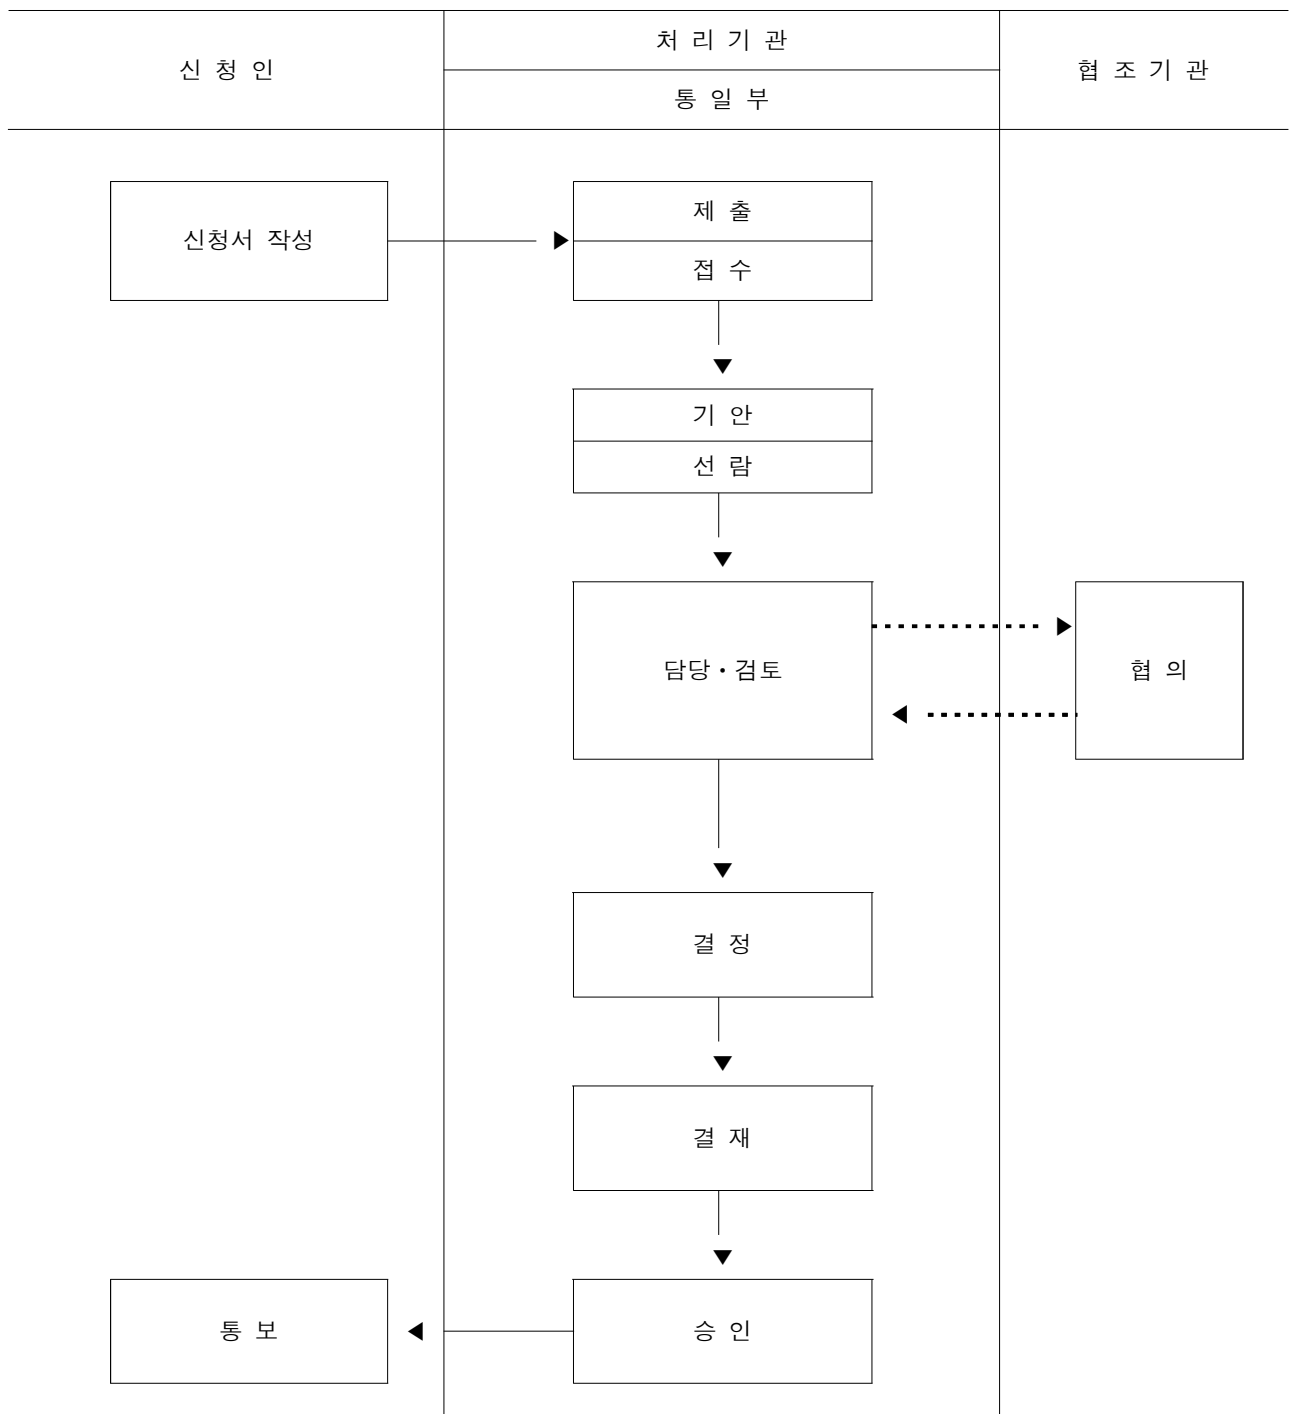 신 청 인
처 리 기 관
통 일 부
협 조 기 관
신청서 작성
제 출
접 수
기 안
선 람
담당·검토
협 의
결 정
결 재
통 보
승 인